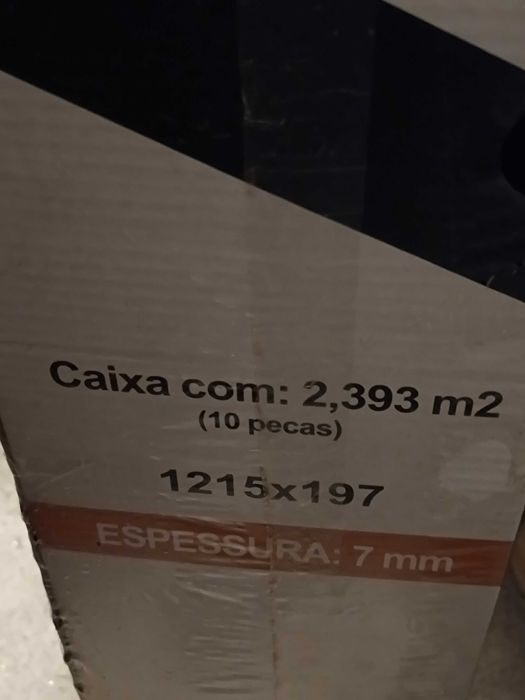 Caixa com: 2,393 m2
(10 pecas)
1215x197
ESPESSURA: 7 mm